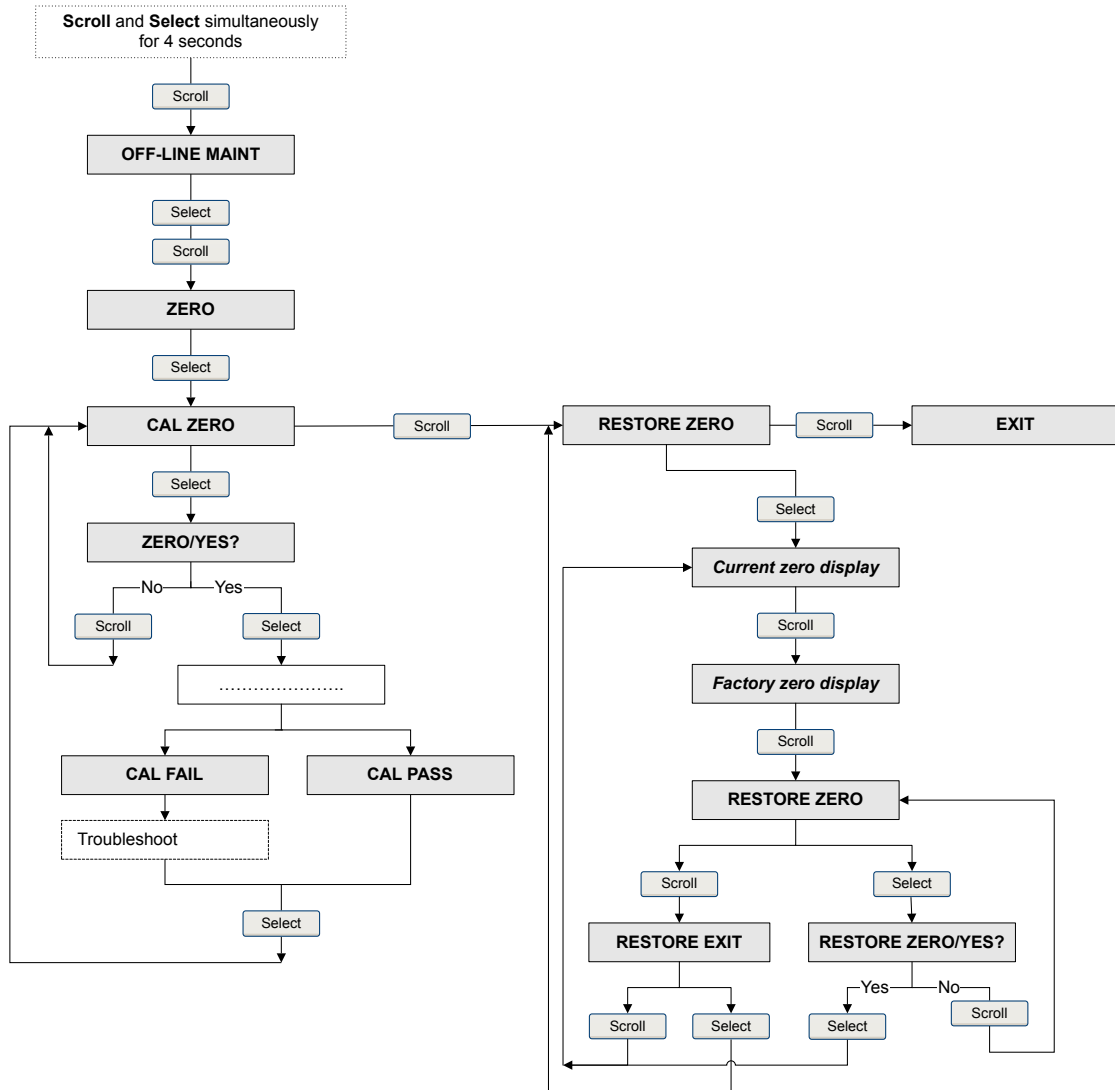 Scroll and Select simultaneously
for 4 seconds
Scroll
OFF-LINE MAINT
Select
Scroll
ZERO
Select
CAL ZERO
Scroll
RESTORE ZERO
Scroll
EXIT
Select
ZERO/YES?
No
Yes
Scroll
Select
…………………..
CAL FAIL
CAL PASS
Troubleshoot
Select
Select
Current zero display
Scroll
Factory zero display
Scroll
RESTORE ZERO
Scroll
Select
RESTORE EXIT
RESTORE ZERO/YES?
Yes
No
Scroll
Select
Select
Scroll